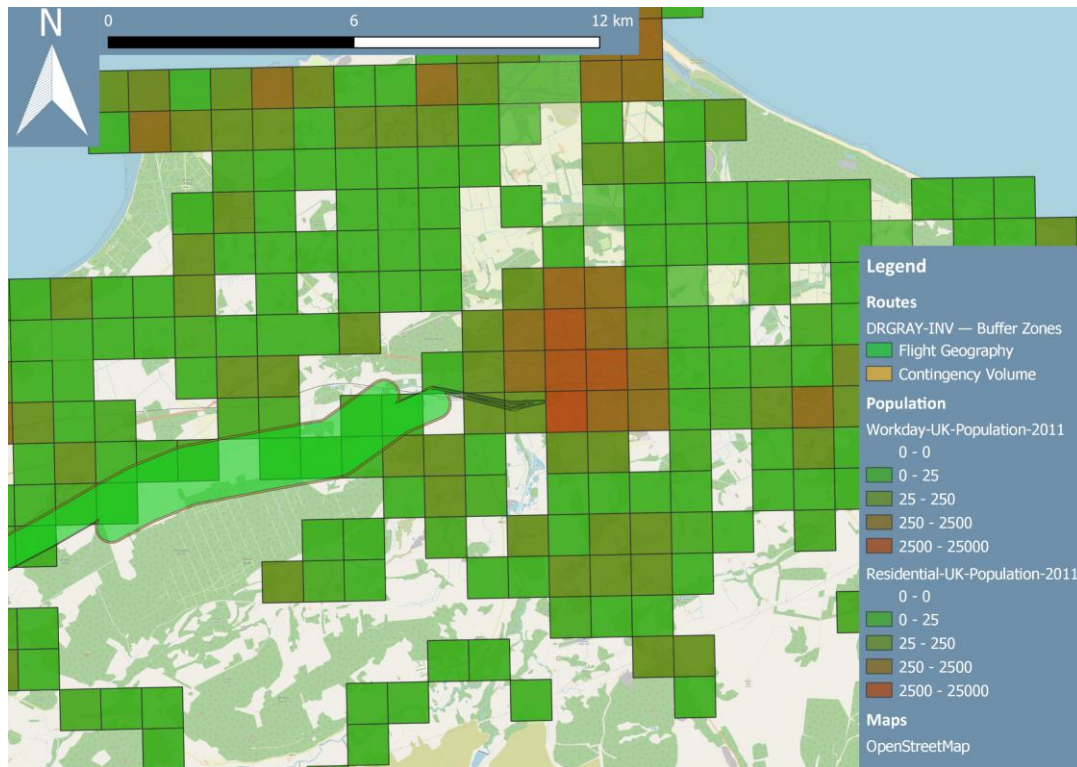 N
0 6 12 km
Legend
Routes
DRGRAY-INV — Buffer Zones
Flight Geography
Contingency Volume
Population
Workday-UK-Population-2011
0 - 0
0 - 25
25 - 250
250 - 2500
2500 - 25000
Residential-UK-Population-2011
0 - 0
0 - 25
25 - 250
250 - 2500
2500 - 25000
Maps
OpenStreetMap